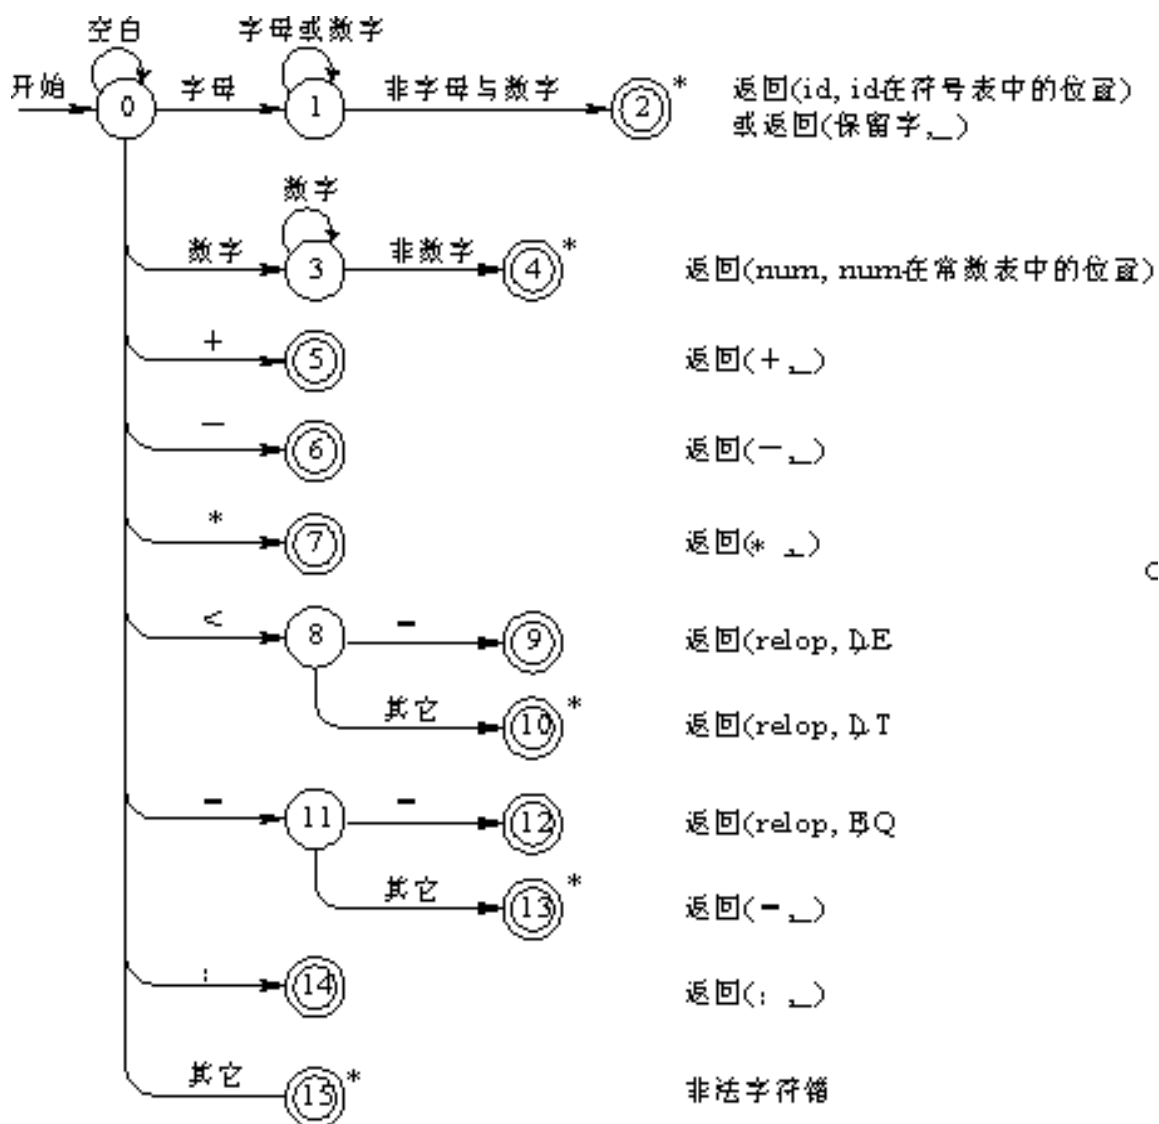 空白 字母或数字
开始 0 字母 1 非字母与数字 2 * 返回(id, id在符号表中的位置)
或返回(保留字,_)
数字
数字 3 非数字 4 * 返回(num, num在常数表中的位置)
+ 5 返回(+,_)
— 6 返回(—,_)
* 7 返回(* ,_)
< 8 - 9 返回(relop, LE)
其它 10 * 返回(relop, LT)
- 11 - 12 返回(relop, EQ)
其它 13 * 返回(-,_)
: 14 返回(: ,_)
其它 15 * 非法字符错